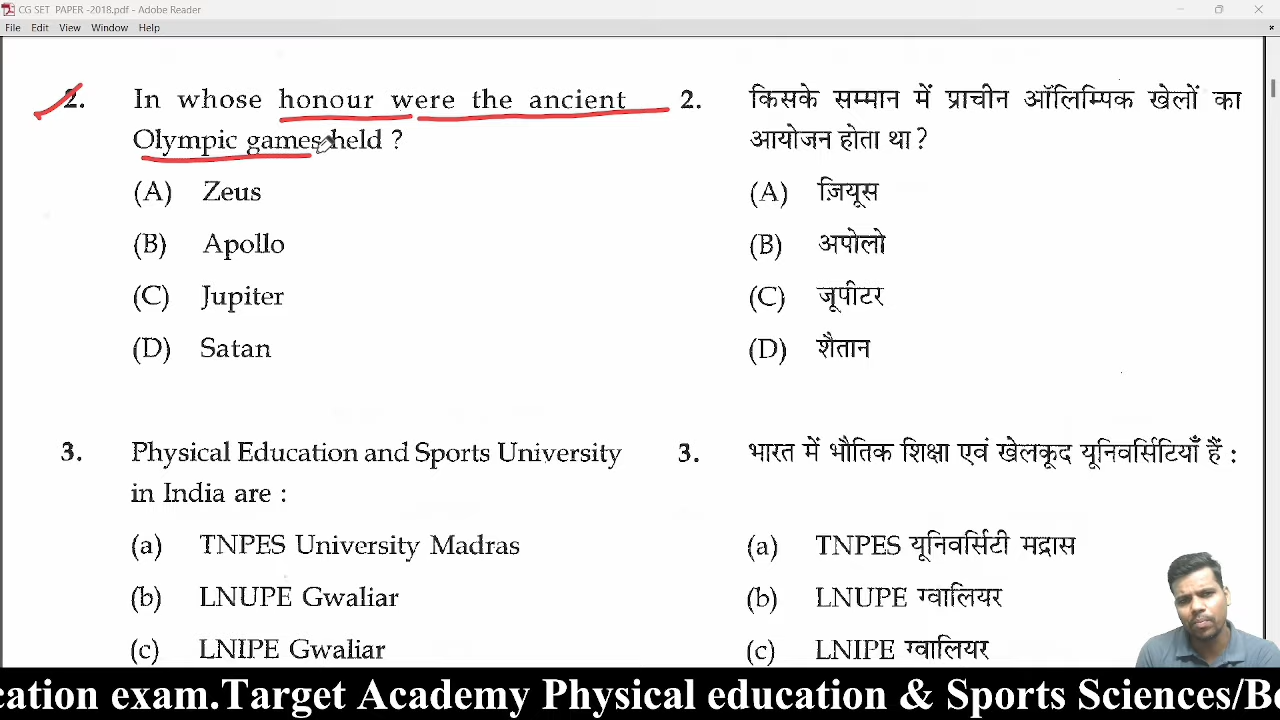 CG SET PAPER -2018.pdf - Adobe Reader
File Edit View Window Help
2. In whose honour were the ancient
Olympic games held ?
(A) Zeus
(B) Apollo
(C) Jupiter
(D) Satan
3. Physical Education and Sports University
in India are :
(a) TNPES University Madras
(b) LNUPE Gwaliar
(c) LNIPE Gwaliar
2. किसके सम्मान में प्राचीन ऑलिम्पिक खेलों का
आयोजन होता था ?
(A) ज़ियूस
(B) अपोलो
(C) जूपीटर
(D) शैतान
3. भारत में भौतिक शिक्षा एवं खेलकूद यूनिवर्सिटियाँ हैं :
(a) TNPES यूनिवर्सिटी मद्रास
(b) LNUPE ग्वालियर
(c) LNIPE ग्वालियर
cation exam.Target Academy Physical education & Sports Sciences/B